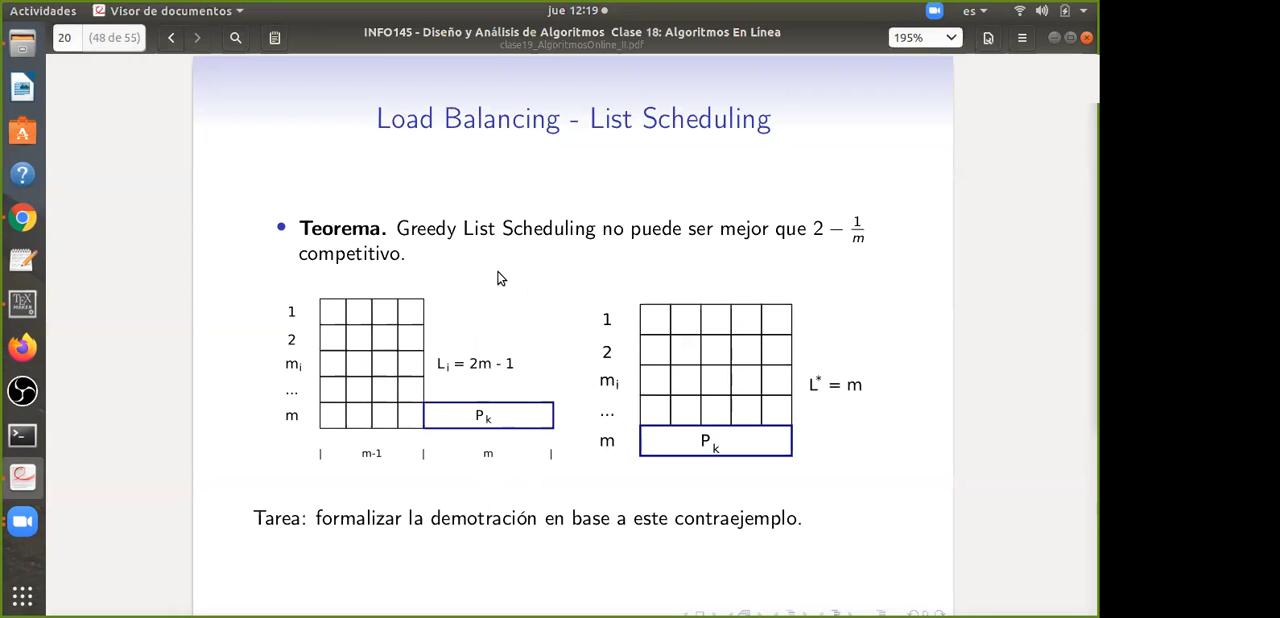 Actividades
Visor de documentos
jue 12:19
es
20
(48 de 55)
INFO145 - Diseño y Análisis de Algoritmos Clase 18: Algoritmos En Línea
clase19_AlgoritmosOnline_II.pdf
195%
Load Balancing - List Scheduling
Teorema. Greedy List Scheduling no puede ser mejor que 2 − 1/m
competitivo.
1
2
mᵢ
...
m
Lᵢ = 2m - 1
Pₖ
m-1
m
1
2
mᵢ
...
m
L* = m
Pₖ
Tarea: formalizar la demotración en base a este contraejemplo.